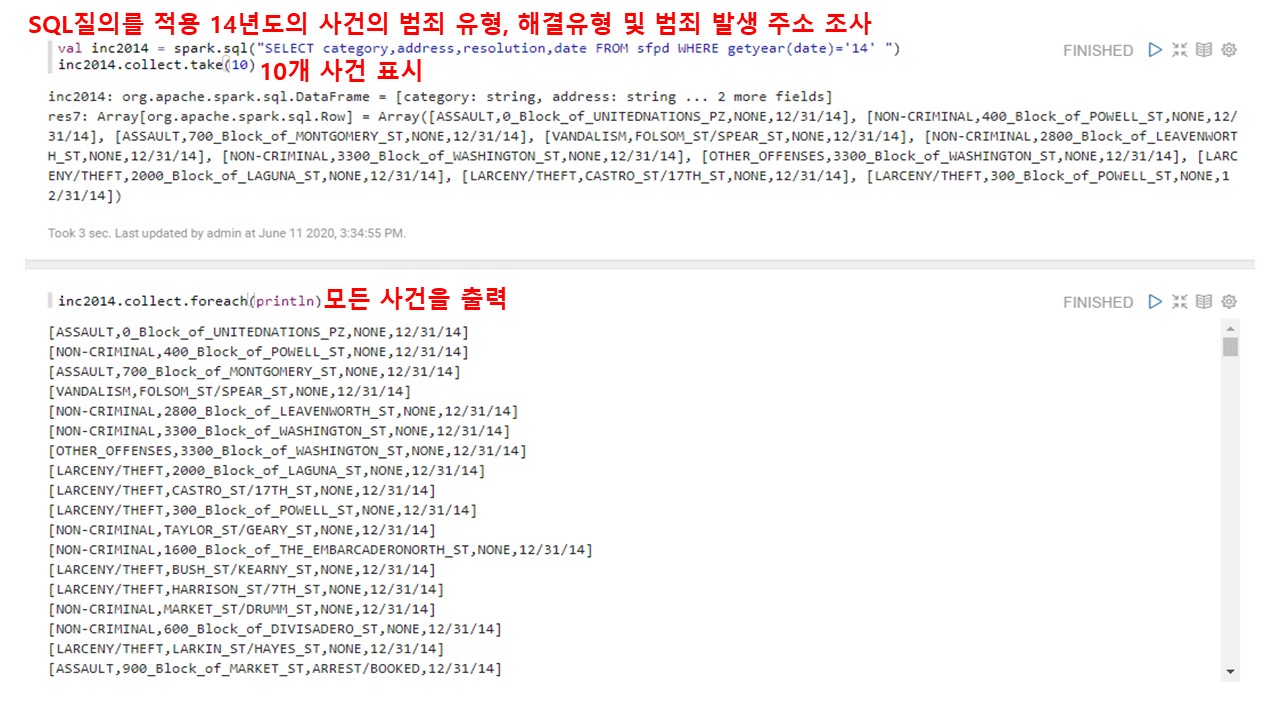 SQL질의를 적용 14년도의 사건의 범죄 유형, 해결유형 및 범죄 발생 주소 조사
val inc2014 = spark.sql("SELECT category,address,resolution,date FROM sfpd WHERE getyear(date)='14' ")
FINISHED
inc2014.collect.take(10) 10개 사건 표시
inc2014: org.apache.spark.sql.DataFrame = [category: string, address: string ... 2 more fields]
res7: Array[org.apache.spark.sql.Row] = Array([ASSAULT,0_Block_of_UNITEDNATIONS_PZ,NONE,12/31/14], [NON-CRIMINAL,400_Block_of_POWELL_ST,NONE,12/
31/14], [ASSAULT,700_Block_of_MONTGOMERY_ST,NONE,12/31/14], [VANDALISM,FOLSOM_ST/SPEAR_ST,NONE,12/31/14], [NON-CRIMINAL,2800_Block_of_LEAVENWORT
H_ST,NONE,12/31/14], [NON-CRIMINAL,3300_Block_of_WASHINGTON_ST,NONE,12/31/14], [OTHER_OFFENSES,3300_Block_of_WASHINGTON_ST,NONE,12/31/14], [LARC
ENY/THEFT,2000_Block_of_LAGUNA_ST,NONE,12/31/14], [LARCENY/THEFT,CASTRO_ST/17TH_ST,NONE,12/31/14], [LARCENY/THEFT,300_Block_of_POWELL_ST,NONE,1
2/31/14])
Took 3 sec. Last updated by admin at June 11 2020, 3:34:55 PM.
inc2014.collect.foreach(println) 모든 사건을 출력
FINISHED
[ASSAULT,0_Block_of_UNITEDNATIONS_PZ,NONE,12/31/14]
[NON-CRIMINAL,400_Block_of_POWELL_ST,NONE,12/31/14]
[ASSAULT,700_Block_of_MONTGOMERY_ST,NONE,12/31/14]
[VANDALISM,FOLSOM_ST/SPEAR_ST,NONE,12/31/14]
[NON-CRIMINAL,2800_Block_of_LEAVENWORTH_ST,NONE,12/31/14]
[NON-CRIMINAL,3300_Block_of_WASHINGTON_ST,NONE,12/31/14]
[OTHER_OFFENSES,3300_Block_of_WASHINGTON_ST,NONE,12/31/14]
[LARCENY/THEFT,2000_Block_of_LAGUNA_ST,NONE,12/31/14]
[LARCENY/THEFT,CASTRO_ST/17TH_ST,NONE,12/31/14]
[LARCENY/THEFT,300_Block_of_POWELL_ST,NONE,12/31/14]
[NON-CRIMINAL,TAYLOR_ST/GEARY_ST,NONE,12/31/14]
[NON-CRIMINAL,1600_Block_of_THE_EMBARCADERONORTH_ST,NONE,12/31/14]
[LARCENY/THEFT,BUSH_ST/KEARNY_ST,NONE,12/31/14]
[LARCENY/THEFT,HARRISON_ST/7TH_ST,NONE,12/31/14]
[NON-CRIMINAL,MARKET_ST/DRUMM_ST,NONE,12/31/14]
[NON-CRIMINAL,600_Block_of_DIVISADERO_ST,NONE,12/31/14]
[LARCENY/THEFT,LARKIN_ST/HAYES_ST,NONE,12/31/14]
[ASSAULT,900_Block_of_MARKET_ST,ARREST/BOOKED,12/31/14]